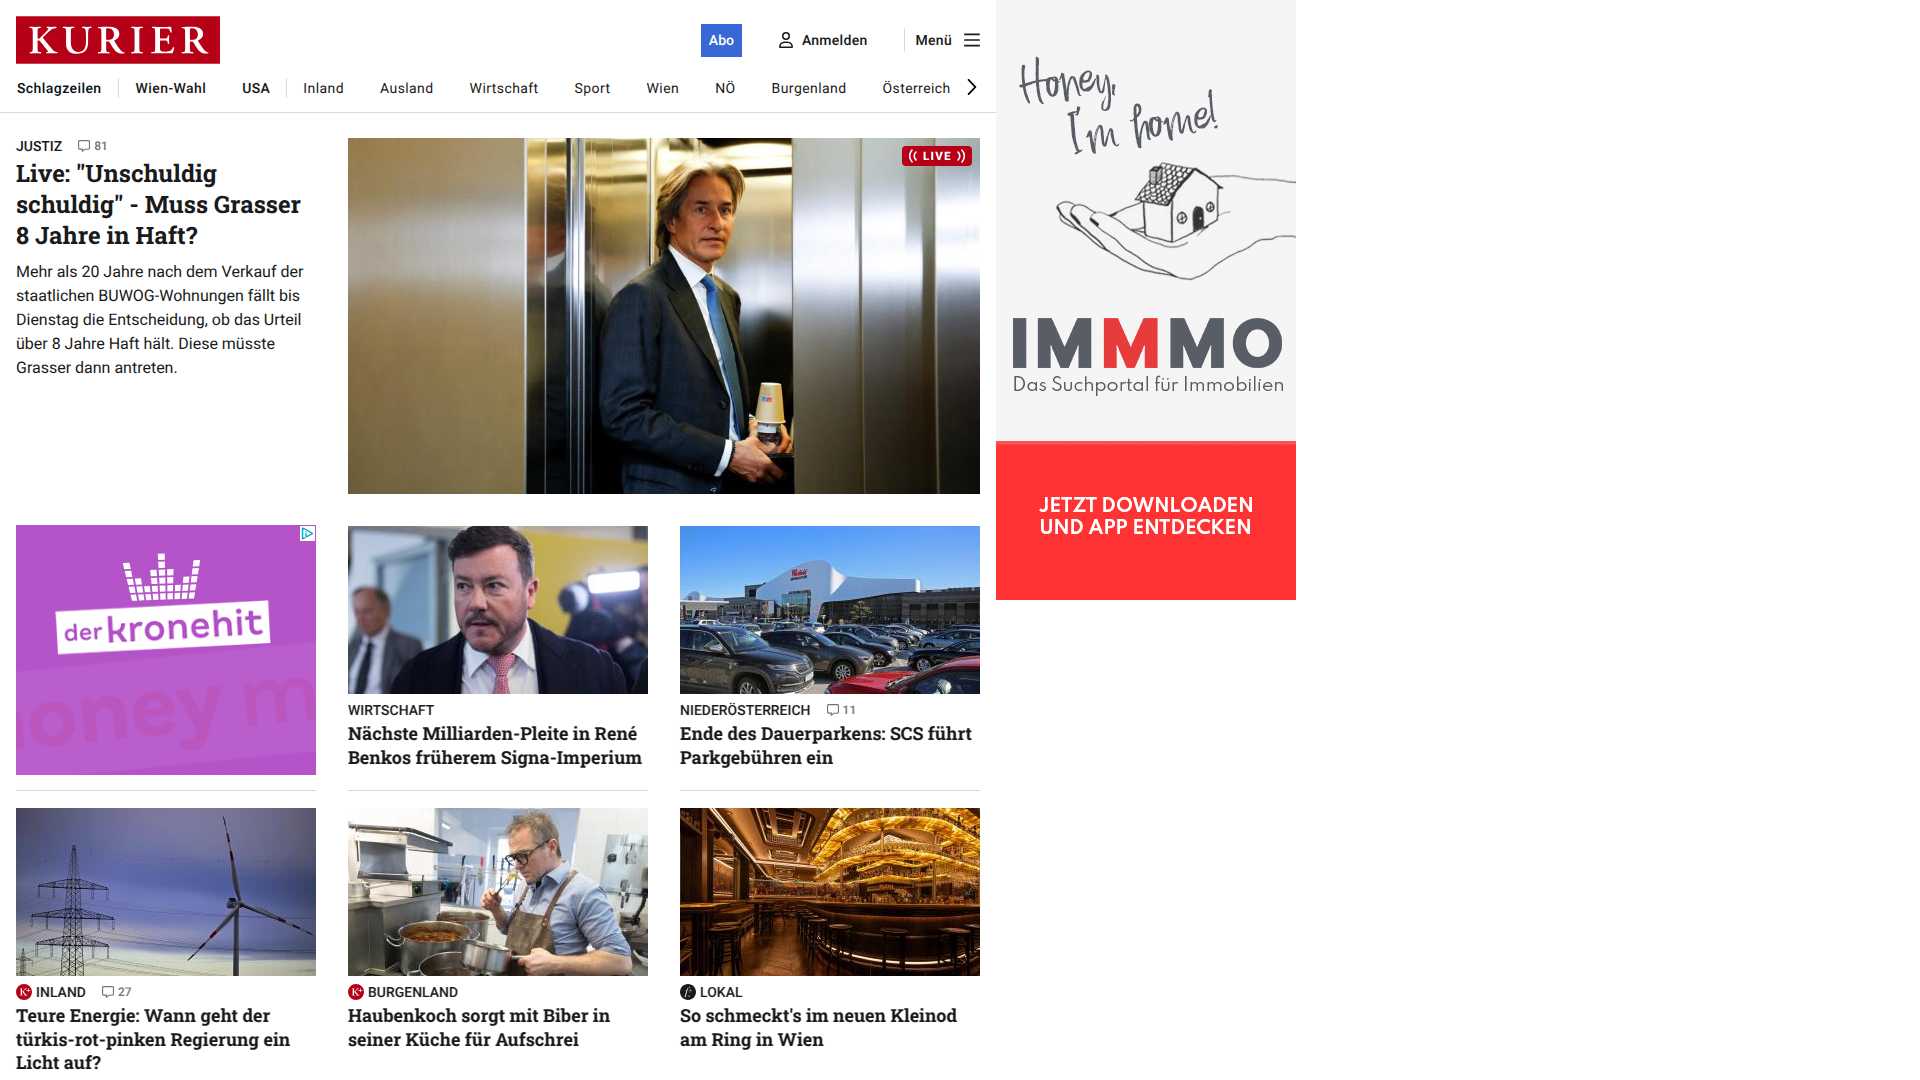 KURIER
Abo
Anmelden
Menü
Schlagzeilen
Wien-Wahl
USA
Inland
Ausland
Wirtschaft
Sport
Wien
NÖ
Burgenland
Österreich
JUSTIZ 81
Live: "Unschuldig
schuldig" - Muss Grasser
8 Jahre in Haft?
Mehr als 20 Jahre nach dem Verkauf der
staatlichen BUWOG-Wohnungen fällt bis
Dienstag die Entscheidung, ob das Urteil
über 8 Jahre Haft hält. Diese müsste
Grasser dann antreten.
LIVE
Honey,
I'm home!
IMMMO
Das Suchportal für Immobilien
JETZT DOWNLOADEN
UND APP ENTDECKEN
der kronehit
honey m
WIRTSCHAFT
Nächste Milliarden-Pleite in René
Benkos früherem Signa-Imperium
NIEDERÖSTERREICH 11
Ende des Dauerparkens: SCS führt
Parkgebühren ein
K+ INLAND 27
Teure Energie: Wann geht der
türkis-rot-pinken Regierung ein
Licht auf?
K+ BURGENLAND
Haubenkoch sorgt mit Biber in
seiner Küche für Aufschrei
LOKAL
So schmeckt's im neuen Kleinod
am Ring in Wien